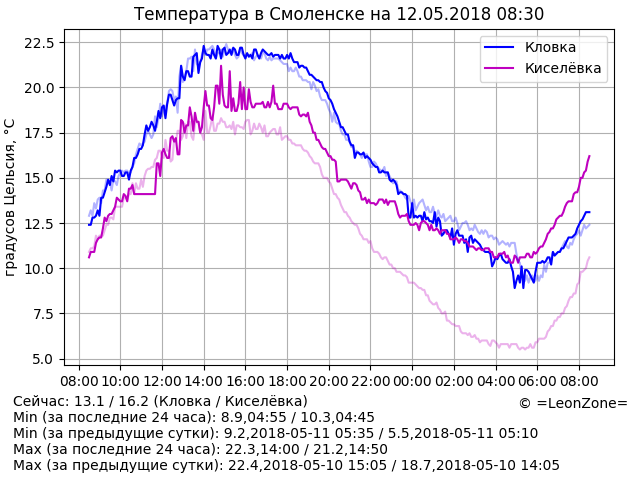 Температура в Смоленске на 12.05.2018 08:30
Кловка
Киселёвка
градусов Цельсия, °C
22.5
20.0
17.5
15.0
12.5
10.0
7.5
5.0
08:00 10:00 12:00 14:00 16:00 18:00 20:00 22:00 00:00 02:00 04:00 06:00 08:00
Сейчас: 13.1 / 16.2 (Кловка / Киселёвка)
© =LeonZone=
Min (за последние 24 часа): 8.9,04:55 / 10.3,04:45
Min (за предыдущие сутки): 9.2,2018-05-11 05:35 / 5.5,2018-05-11 05:10
Max (за последние 24 часа): 22.3,14:00 / 21.2,14:50
Max (за предыдущие сутки): 22.4,2018-05-10 15:05 / 18.7,2018-05-10 14:05